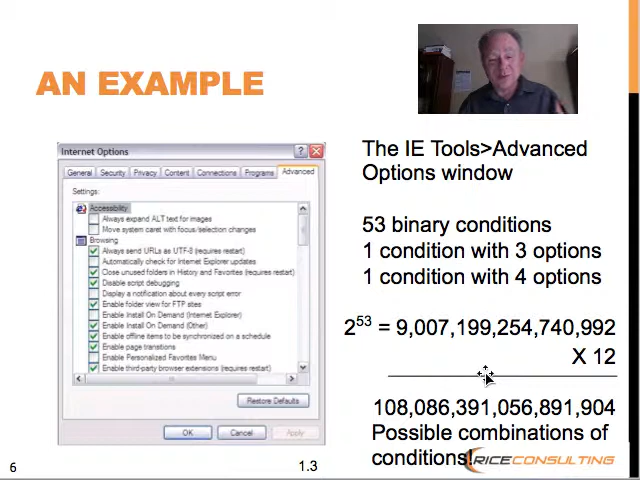 AN EXAMPLE
The IE Tools>Advanced
Options window
53 binary conditions
1 condition with 3 options
1 condition with 4 options
2⁵³ = 9,007,199,254,740,992
X 12
108,086,391,056,891,904
Possible combinations of
conditions!
Internet Options
General Security Privacy Content Connections Programs Advanced
Settings:
Accessibility
Always expand ALT text for images
Move system caret with focus/selection changes
Browsing
Always send URLs as UTF-8 (requires restart)
Automatically check for Internet Explorer updates
Close unused folders in History and Favorites (requires restart)
Disable script debugging
Display a notification about every script error
Enable folder view for FTP sites
Enable Install On Demand (Internet Explorer)
Enable Install On Demand (Other)
Enable offline items to be synchronized on a schedule
Enable page transitions
Enable Personalized Favorites Menu
Enable third-party browser extensions (requires restart)
Restore Defaults
OK Cancel Apply
6
1.3
RICECONSULTING